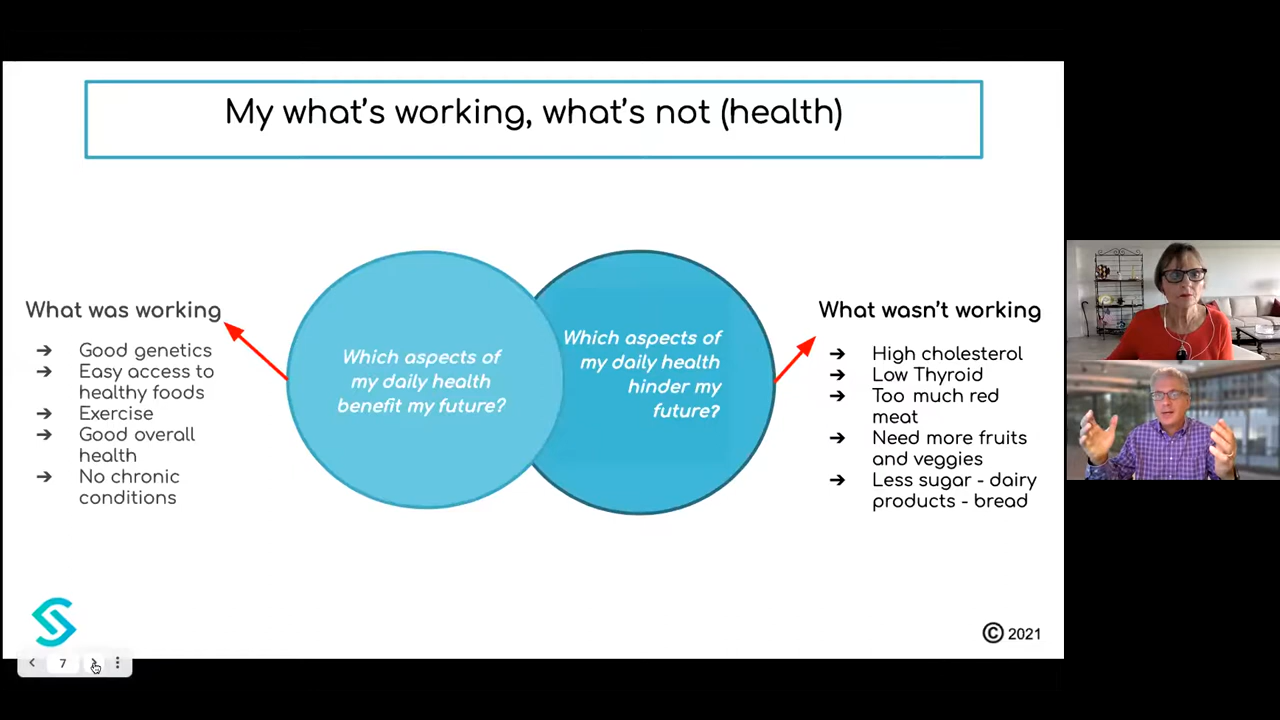 My what's working, what's not (health)
What was working
➔ Good genetics
➔ Easy access to
healthy foods
➔ Exercise
➔ Good overall
health
➔ No chronic
conditions
Which aspects of
my daily health
benefit my future?
Which aspects of
my daily health
hinder my
future?
What wasn't working
➔ High cholesterol
➔ Low Thyroid
➔ Too much red
meat
➔ Need more fruits
and veggies
➔ Less sugar - dairy
products - bread
© 2021
7